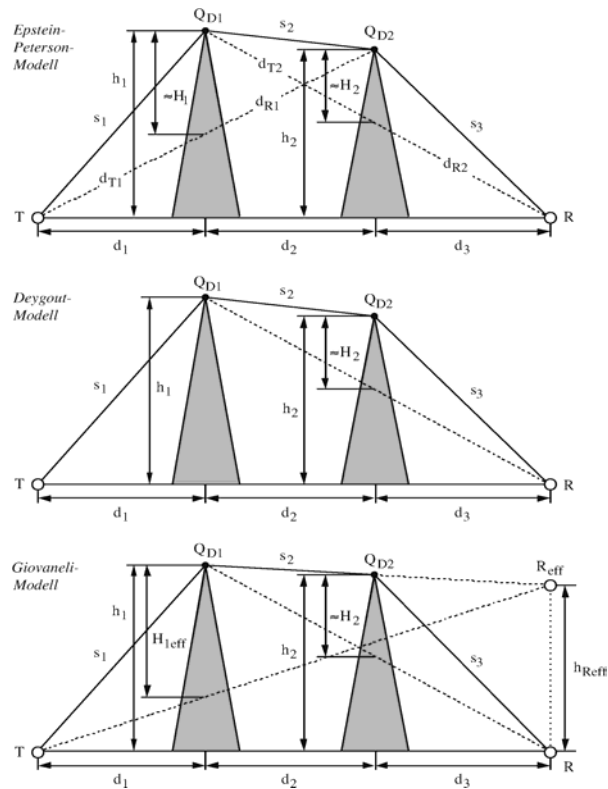 Epstein-
Peterson-
Modell
Q_D1
s_2
Q_D2
h_1
≈H_1
d_T2
d_R1
≈H_2
s_1
h_2
s_3
d_T1
d_R2
T
R
d_1
d_2
d_3
Deygout-
Modell
Q_D1
s_2
Q_D2
s_1
h_1
h_2
≈H_2
s_3
T
R
d_1
d_2
d_3
Giovaneli-
Modell
Q_D1
s_2
Q_D2
R_eff
h_1
H_1eff
≈H_2
s_1
h_2
s_3
h_Reff
T
R
d_1
d_2
d_3